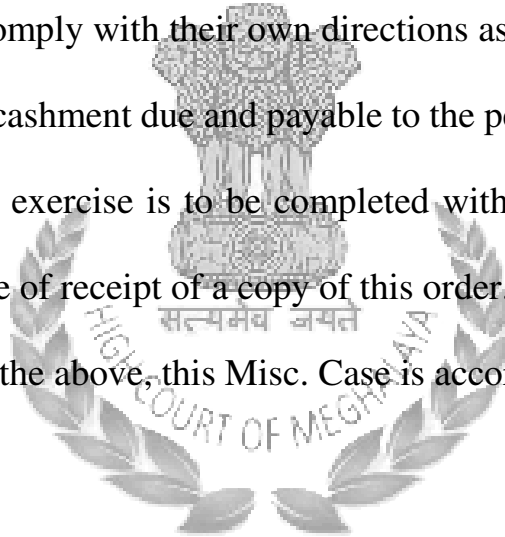 omply with their own directions as
cashment due and payable to the pe
exercise is to be completed with
e of receipt of a copy of this order.
सत्यमेव जयते
the above, this Misc. Case is acco
HIGH COURT OF MEGHALAYA